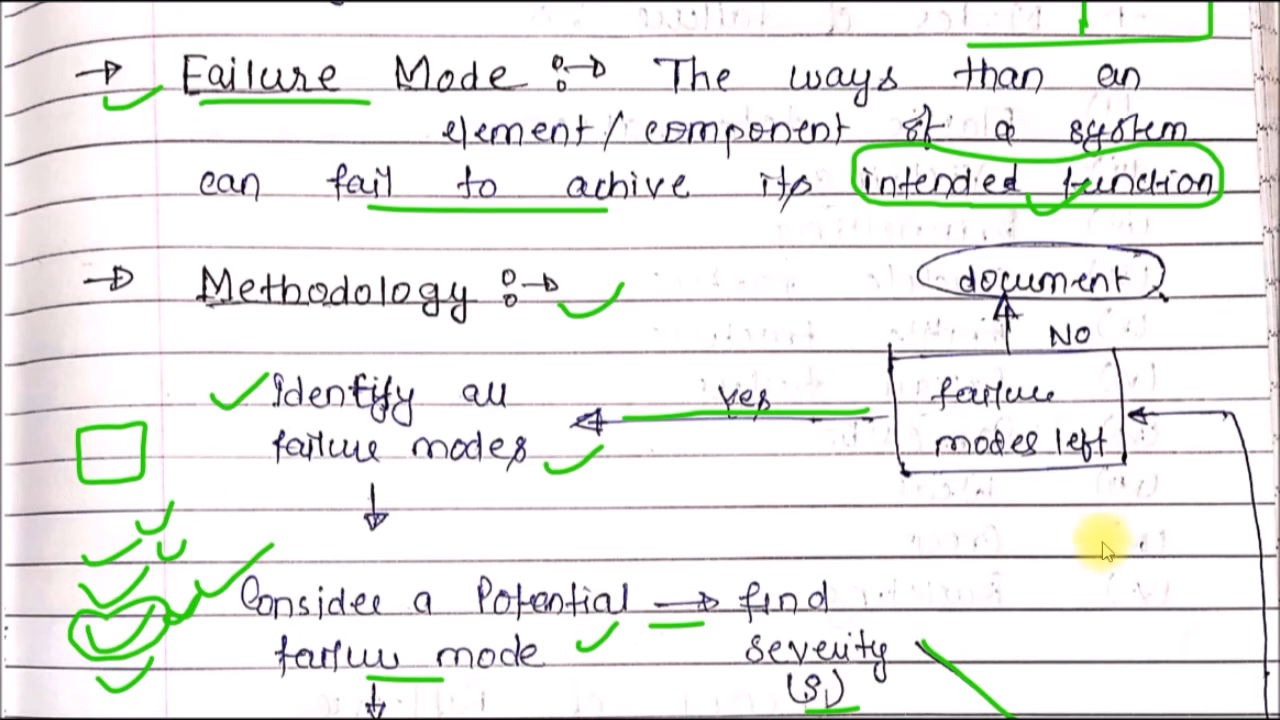 → Failure Mode :→ The ways than an
element/component of a system
can fail to achive its intended function
→ Methodology :→
document
NO
Identify all
failure modes
yes
failure
modes left
Consider a Potential → find
failure mode
severity
(S)